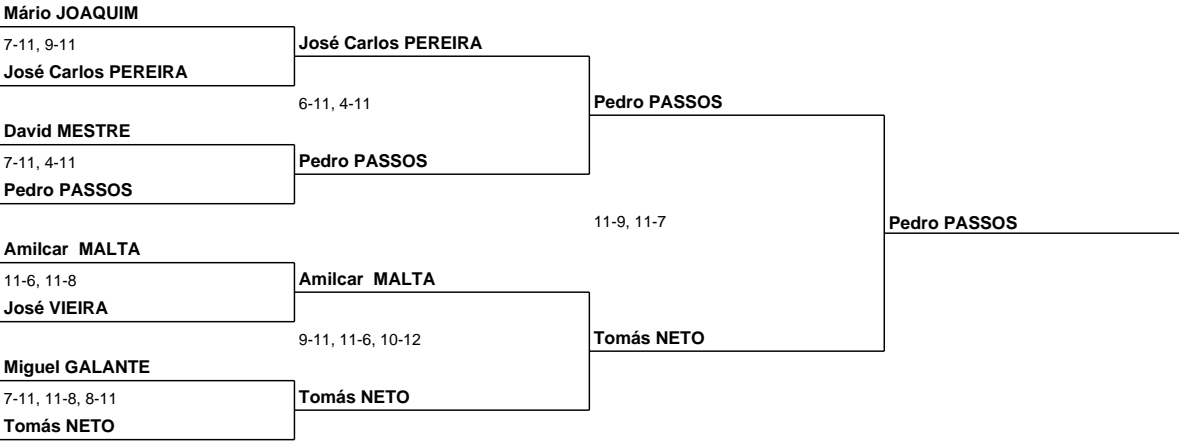 Mário JOAQUIM
7-11, 9-11
José Carlos PEREIRA
José Carlos PEREIRA
6-11, 4-11
Pedro PASSOS
David MESTRE
7-11, 4-11
Pedro PASSOS
Pedro PASSOS
11-9, 11-7
Pedro PASSOS
Amilcar  MALTA
11-6, 11-8
Amilcar  MALTA
José VIEIRA
9-11, 11-6, 10-12
Tomás NETO
Miguel GALANTE
7-11, 11-8, 8-11
Tomás NETO
Tomás NETO